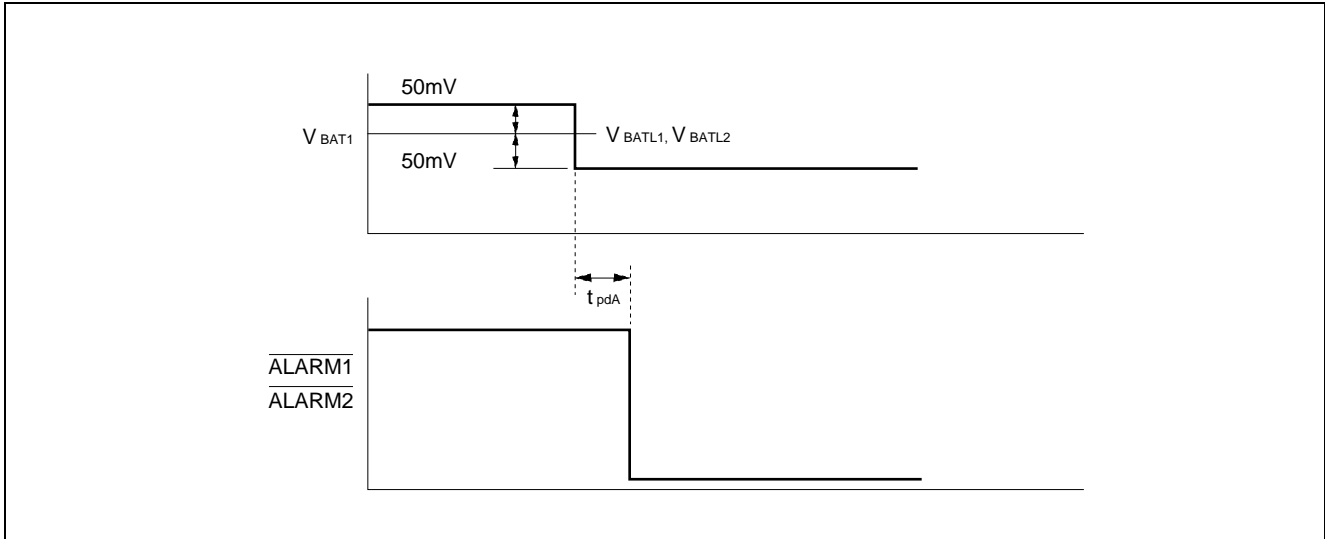 50mV
V BAT1
V BATL1, V BATL2
50mV
t pdA
ALARM1
ALARM2